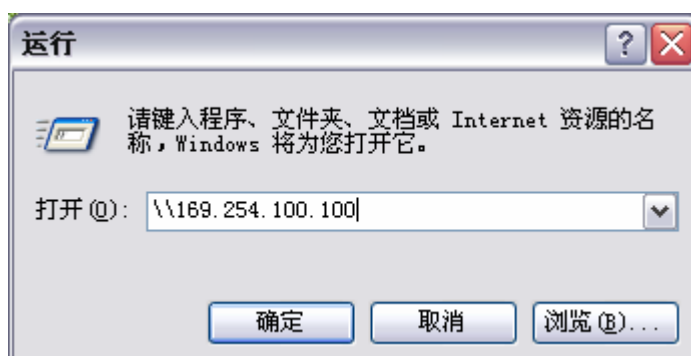 运行
请键入程序、文件夹、文档或 Internet 资源的名
称，Windows 将为您打开它。
打开(O): \\169.254.100.100
确定 取消 浏览(B)...